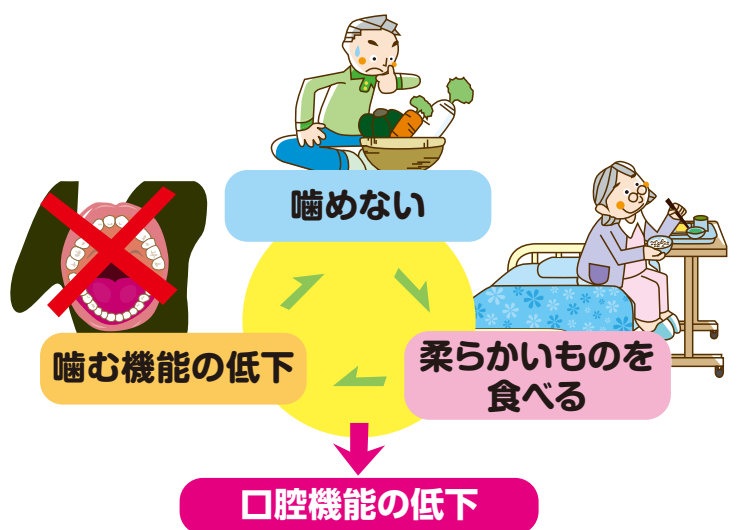 噛めない
柔らかいものを
食べる
噛む機能の低下
口腔機能の低下